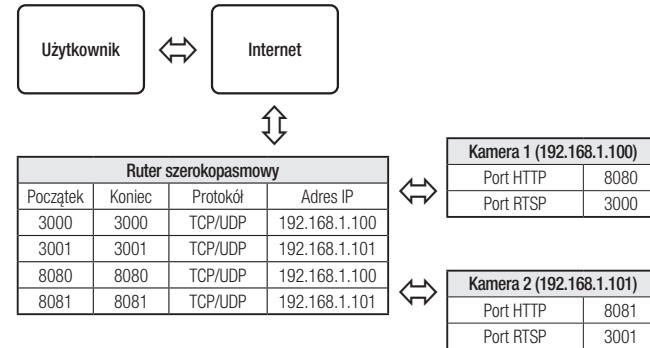 Użytkownik
Internet
Ruter szerokopasmowy
Początek Koniec Protokół Adres IP
3000 3000 TCP/UDP 192.168.1.100
3001 3001 TCP/UDP 192.168.1.101
8080 8080 TCP/UDP 192.168.1.100
8081 8081 TCP/UDP 192.168.1.101
Kamera 1 (192.168.1.100)
Port HTTP 8080
Port RTSP 3000
Kamera 2 (192.168.1.101)
Port HTTP 8081
Port RTSP 3001